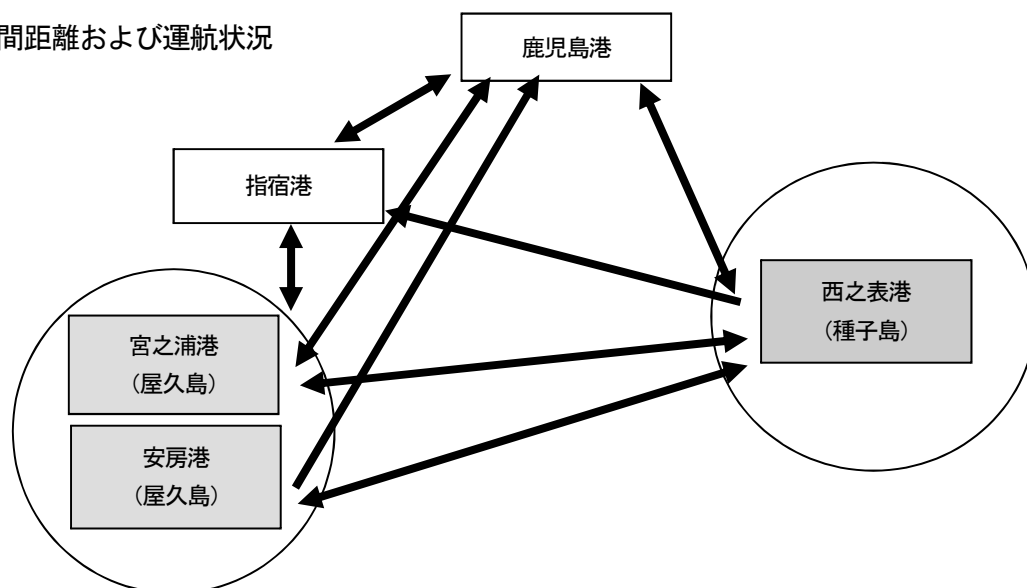 間距離および運航状況
鹿児島港
指宿港
西之表港
（種子島）
宮之浦港
（屋久島）
安房港
（屋久島）